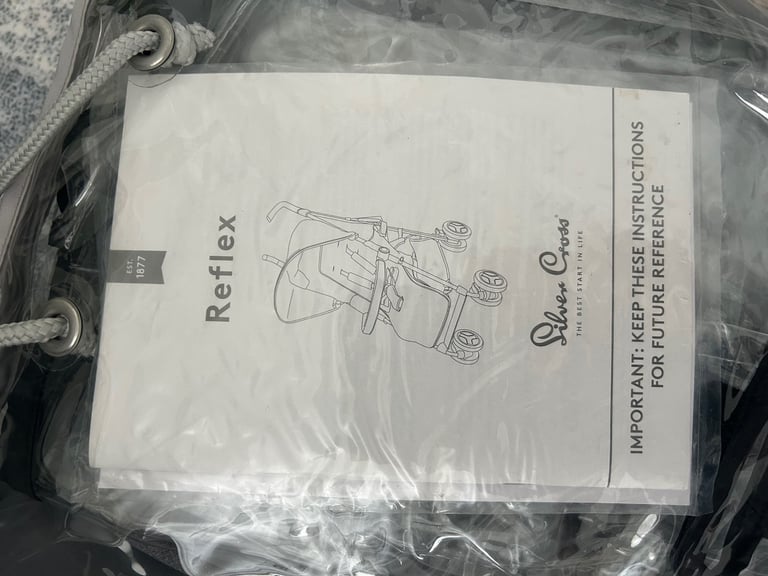 EST.
1877
Reflex
Silver Cross®
THE BEST START IN LIFE
IMPORTANT: KEEP THESE INSTRUCTIONS
FOR FUTURE REFERENCE